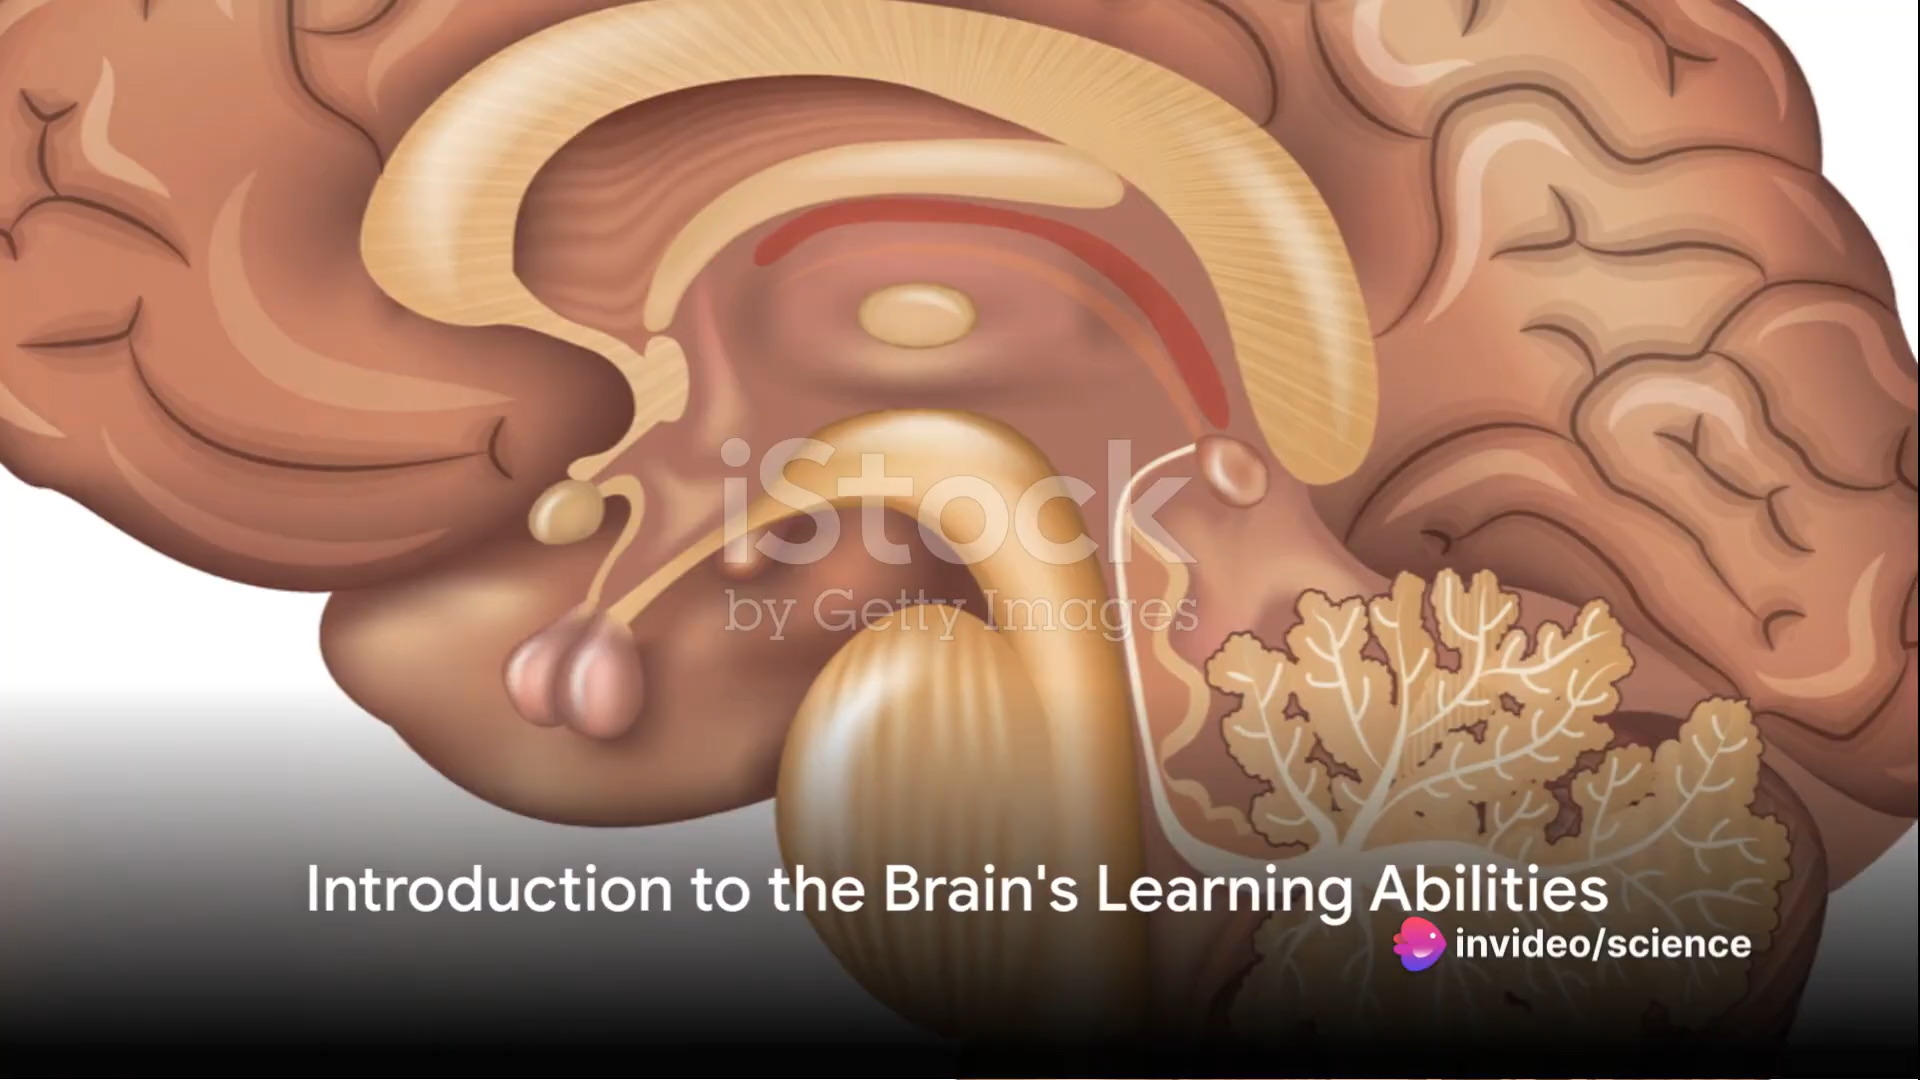 iStock
by Getty Images
Introduction to the Brain's Learning Abilities
invideo/science